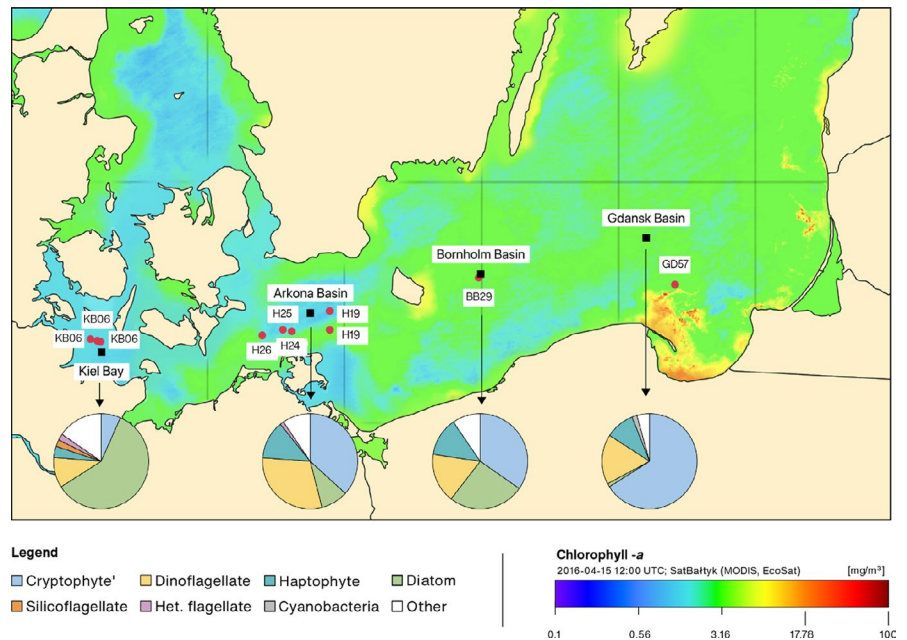 Gdansk Basin
Bornholm Basin
GD57
Arkona Basin
BB29
KB06
H25
H19
KB06
KB06
H26
H24
H19
Kiel Bay
Legend
Cryptophyte' Dinoflagellate Haptophyte Diatom
Silicoflagellate Het. flagellate Cyanobacteria Other
Chlorophyll -a
2016-04-15 12:00 UTC; SatBałtyk (MODIS, EcoSat) [mg/m³]
0.1 0.56 3.16 17.78 100